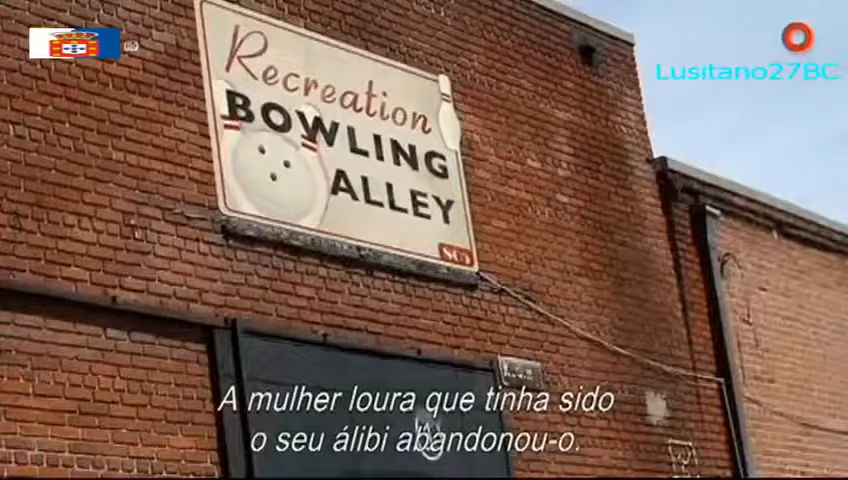 Lusitano27BC
Recreation
BOWLING
ALLEY
A mulher loura que tinha sido
o seu álibi abandonou-o.